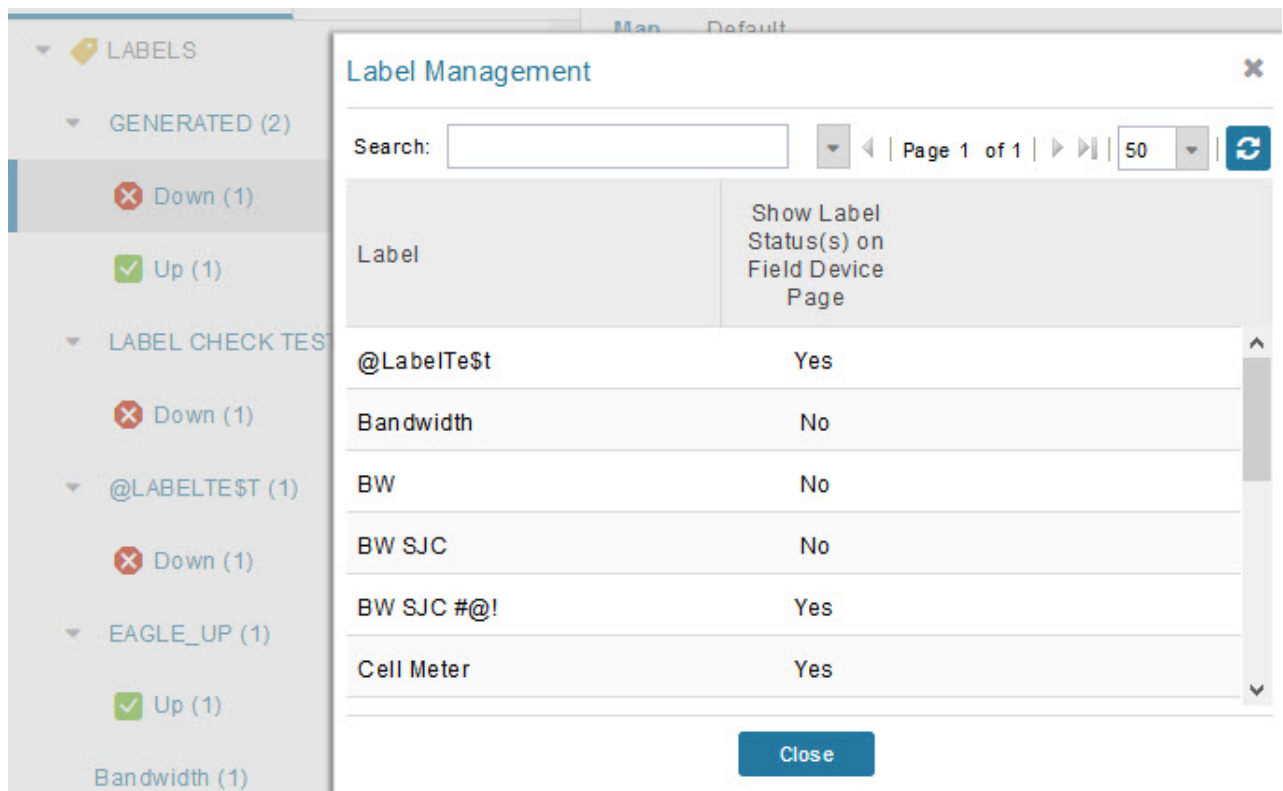 Map Default
LABELS
GENERATED (2)
Down (1)
Up (1)
LABEL CHECK TEST
Down (1)
@LABELTE$T (1)
Down (1)
EAGLE_UP (1)
Up (1)
Bandwidth (1)
Label Management
Search:
Page 1 of 1
50
Label
Show Label
Status(s) on
Field Device
Page
@LabelTe$t Yes
Bandwidth No
BW No
BW SJC No
BW SJC #@! Yes
Cell Meter Yes
Close